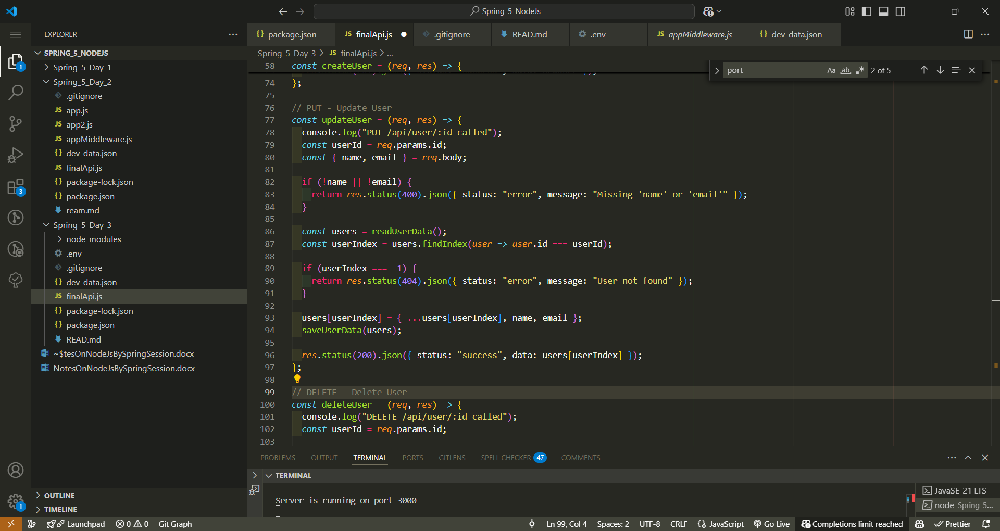 Spring_5_NodeJs
EXPLORER
SPRING_5_NODEJS
Spring_5_Day_1
Spring_5_Day_2
.gitignore
JS app.js
JS app2.js
JS appMiddleware.js
{} dev-data.json
JS finalApi.js
{} package-lock.json
{} package.json
ream.md
Spring_5_Day_3
node_modules
.env
.gitignore
{} dev-data.json
JS finalApi.js
{} package-lock.json
{} package.json
READ.md
~$tesOnNodeJsBySpringSession.docx
NotesOnNodeJsBySpringSession.docx
OUTLINE
TIMELINE
1
3
1
{} package.json
JS finalApi.js
.gitignore
READ.md
.env
JS appMiddleware.js
{} dev-data.json
Spring_5_Day_3 > JS finalApi.js > ...
port
Aa ab .* 2 of 5
58 const createUser = (req, res) => {
74 };
75
76 // PUT - Update User
77 const updateUser = (req, res) => {
78 console.log("PUT /api/user/:id called");
79 const userId = req.params.id;
80 const { name, email } = req.body;
81
82 if (!name || !email) {
83 return res.status(400).json({ status: "error", message: "Missing 'name' or 'email'" });
84 }
85
86 const users = readUserData();
87 const userIndex = users.findIndex(user => user.id === userId);
88
89 if (userIndex === -1) {
90 return res.status(404).json({ status: "error", message: "User not found" });
91 }
92
93 users[userIndex] = { ...users[userIndex], name, email };
94 saveUserData(users);
95
96 res.status(200).json({ status: "success", data: users[userIndex] });
97 };
98
99 // DELETE - Delete User
100 const deleteUser = (req, res) => {
101 console.log("DELETE /api/user/:id called");
102 const userId = req.params.id;
103
PROBLEMS OUTPUT TERMINAL PORTS GITLENS SPELL CHECKER 47 COMMENTS
TERMINAL
Server is running on port 3000
JavaSE-21 LTS
node Spring_5...
Launchpad 0 0 Git Graph Ln 99, Col 4 Spaces: 2 UTF-8 CRLF {} JavaScript Go Live Completions limit reached Prettier